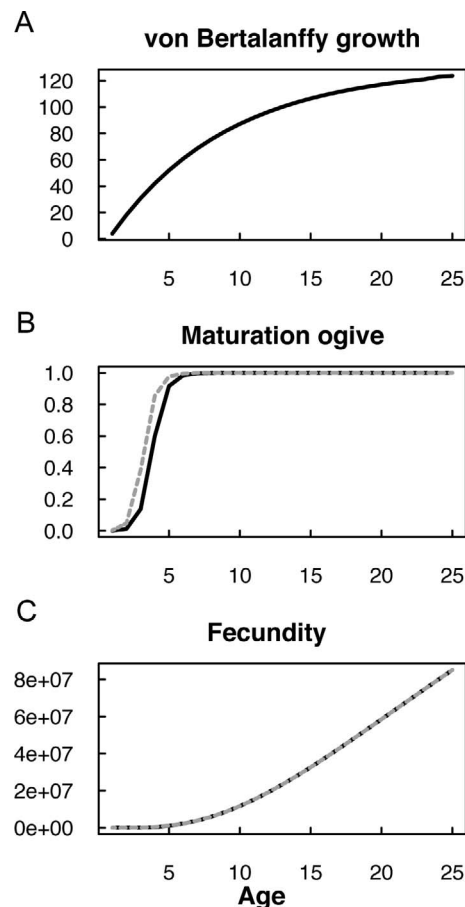 A
von Bertalanffy growth
120
100
80
60
40
20
0
5 10 15 20 25
B
Maturation ogive
1.0
0.8
0.6
0.4
0.2
0.0
5 10 15 20 25
C
Fecundity
8e+07
6e+07
4e+07
2e+07
0e+00
5 10 15 20 25
Age